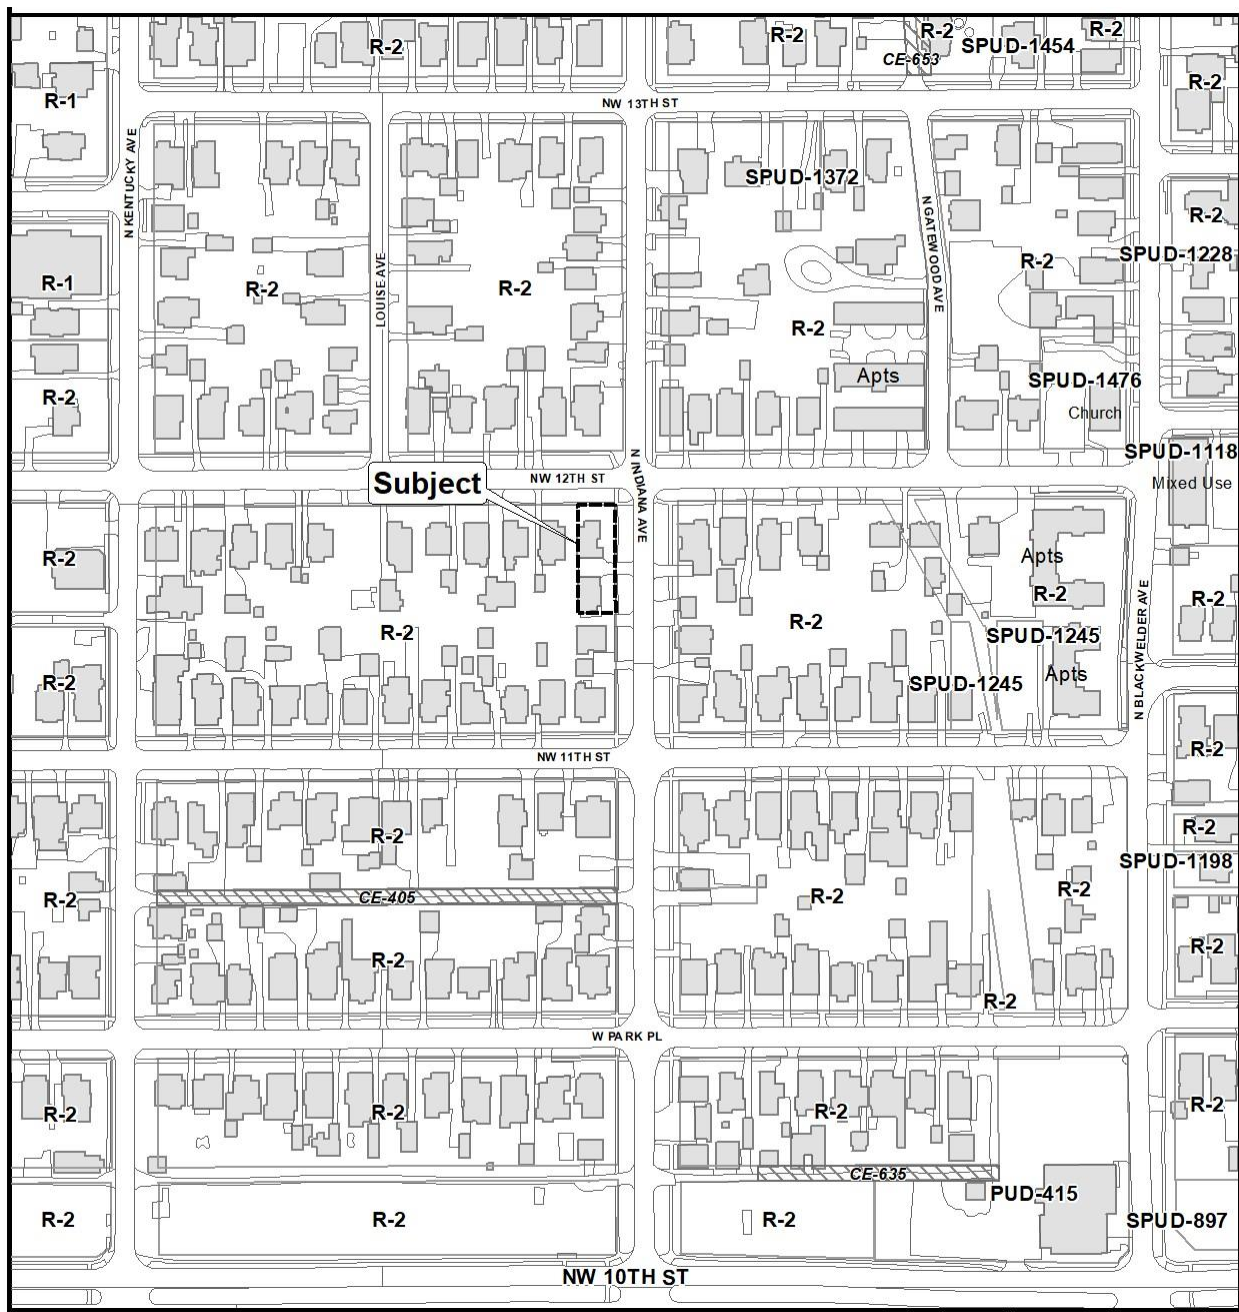 R-2
R-2
R-2
R-2
SPUD-1454
CE-653
R-2
R-1
NW 13TH ST
N KENTUCKY AVE
SPUD-1372
N GATEWOOD AVE
R-2
SPUD-1228
R-2
R-1
LOUISE AVE
R-2
R-2
R-2
Apts
SPUD-1476
Church
R-2
SPUD-1118
Mixed Use
Subject
NW 12TH ST
N INDIANA AVE
R-2
Apts
R-2
R-2
R-2
R-2
SPUD-1245
N BLACKWELDER AVE
R-2
SPUD-1245
Apts
R-2
NW 11TH ST
R-2
R-2
SPUD-1198
R-2
CE-405
R-2
R-2
R-2
R-2
R-2
R-2
W PARK PL
R-2
R-2
R-2
R-2
CE-635
PUD-415
R-2
R-2
R-2
SPUD-897
NW 10TH ST